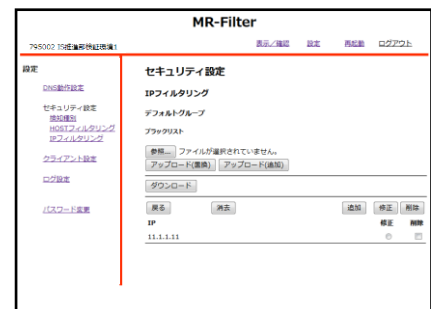 MR-Filter
795002 IS推進部検証環境1
表示／確認 設定 再起動 ログアウト
設定
DNS動作設定
セキュリティ設定
検知種別
HOSTフィルタリング
IPフィルタリング
クライアント設定
ログ設定
パスワード変更
セキュリティ設定
IPフィルタリング
デフォルトグループ
ブラックリスト
参照... ファイルが選択されていません。
アップロード(置換) アップロード(追加)
ダウンロード
戻る 消去 追加 修正 削除
IP 修正 削除
11.1.1.11